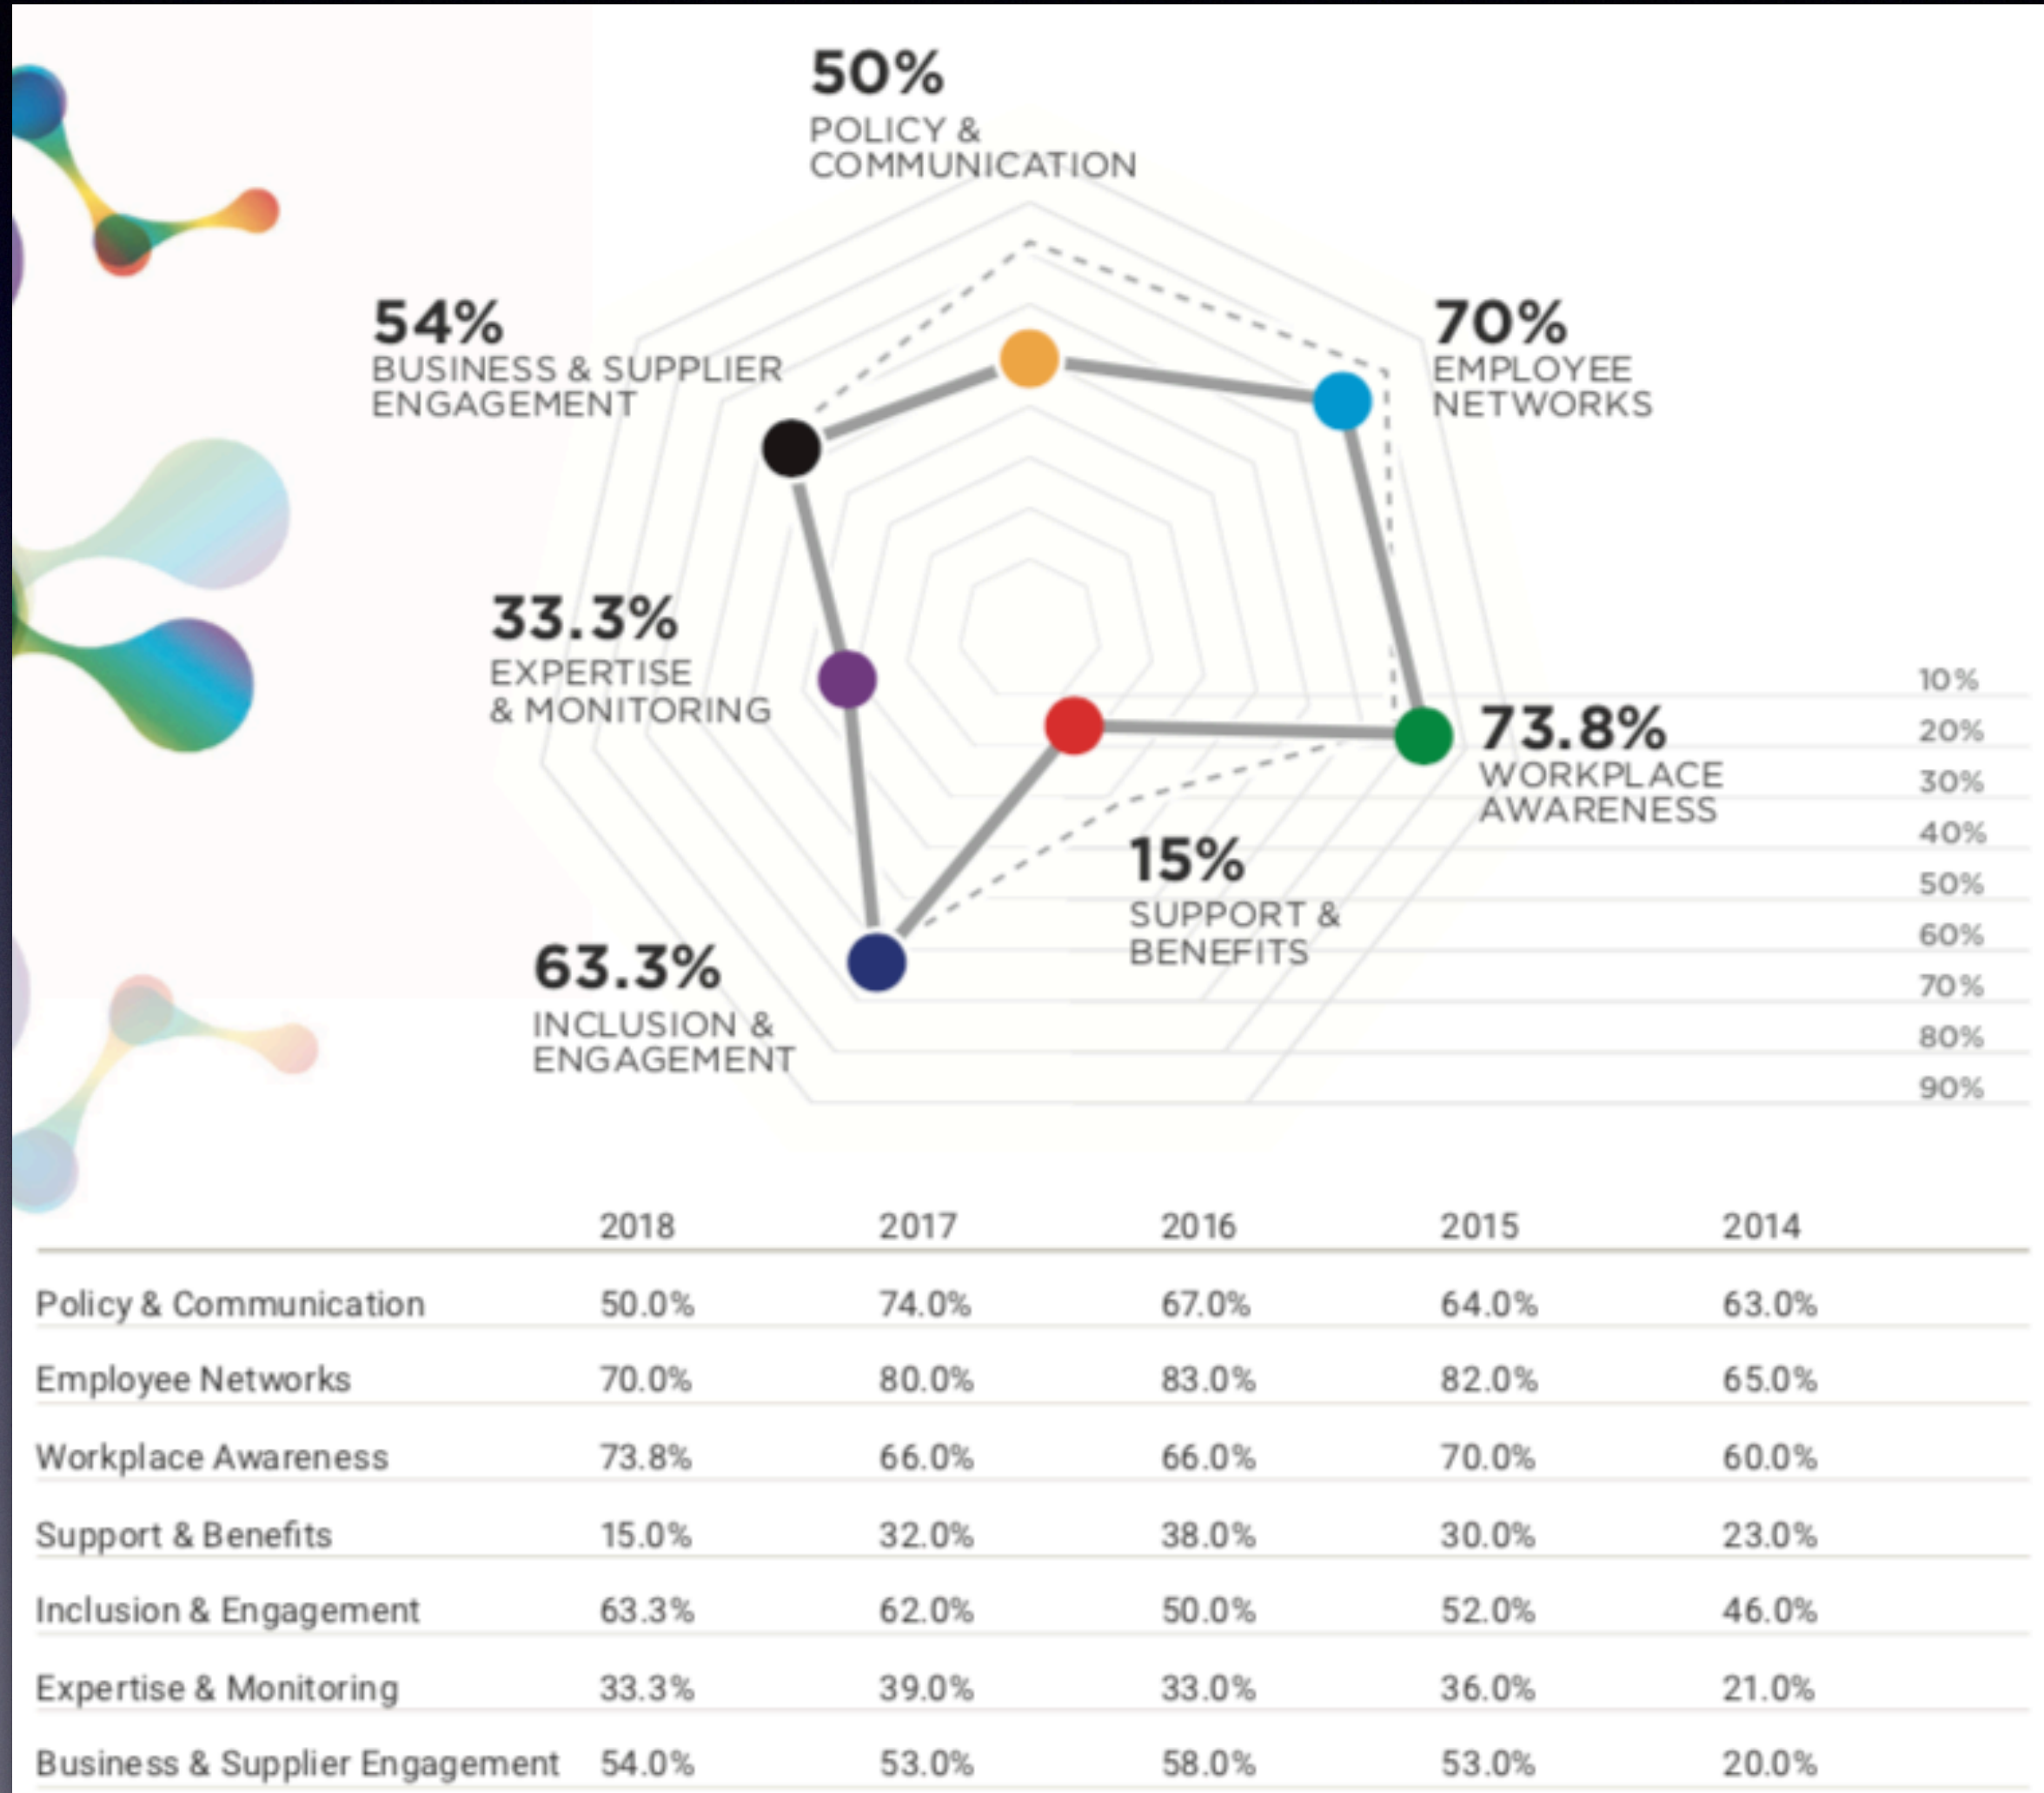 50%
POLICY &
COMMUNICATION
54%
BUSINESS & SUPPLIER
ENGAGEMENT
70%
EMPLOYEE
NETWORKS
33.3%
EXPERTISE
& MONITORING
73.8%
WORKPLACE
AWARENESS
15%
SUPPORT &
BENEFITS
63.3%
INCLUSION &
ENGAGEMENT
10%
20%
30%
40%
50%
60%
70%
80%
90%
2018 2017 2016 2015 2014
Policy & Communication 50.0% 74.0% 67.0% 64.0% 63.0%
Employee Networks 70.0% 80.0% 83.0% 82.0% 65.0%
Workplace Awareness 73.8% 66.0% 66.0% 70.0% 60.0%
Support & Benefits 15.0% 32.0% 38.0% 30.0% 23.0%
Inclusion & Engagement 63.3% 62.0% 50.0% 52.0% 46.0%
Expertise & Monitoring 33.3% 39.0% 33.0% 36.0% 21.0%
Business & Supplier Engagement 54.0% 53.0% 58.0% 53.0% 20.0%